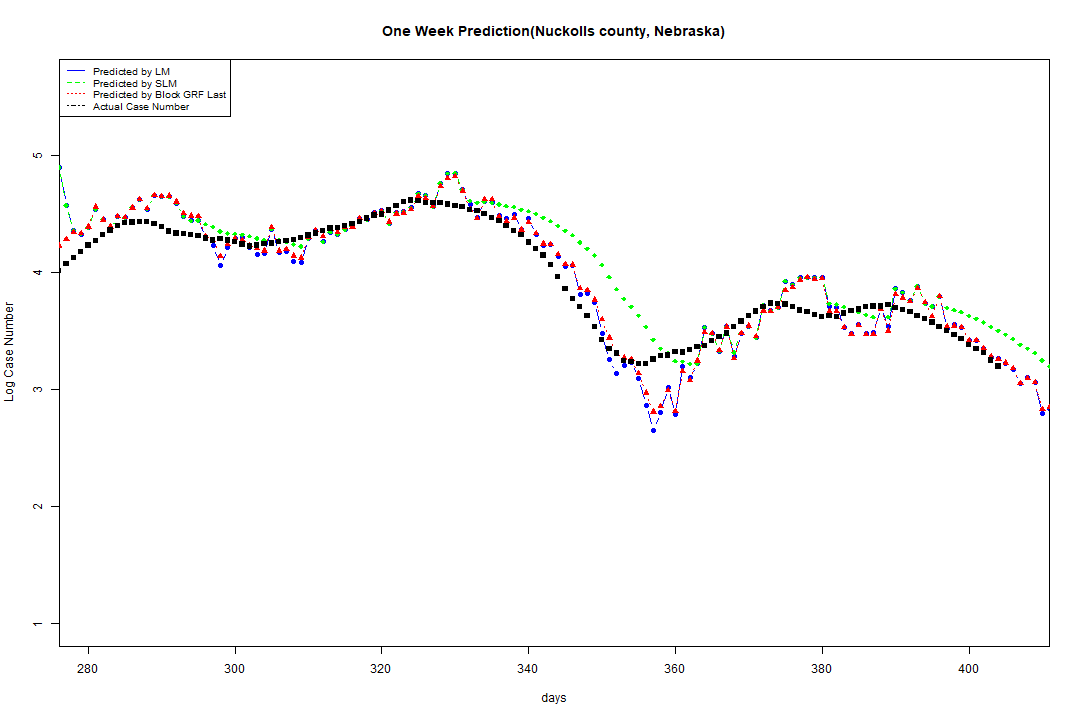 One Week Prediction(Nuckolls county, Nebraska)
Predicted by LM
Predicted by SLM
Predicted by Block GRF Last
Actual Case Number
5
4
3
2
1
Log Case Number
280 300 320 340 360 380 400
days